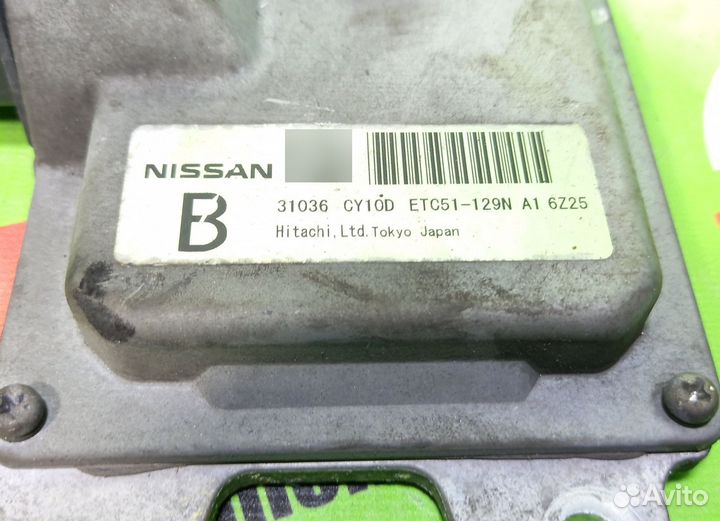 NISSAN
B
31036 CY10D ETC51-129N A1 6Z25
Hitachi,Ltd.Tokyo Japan
Avito